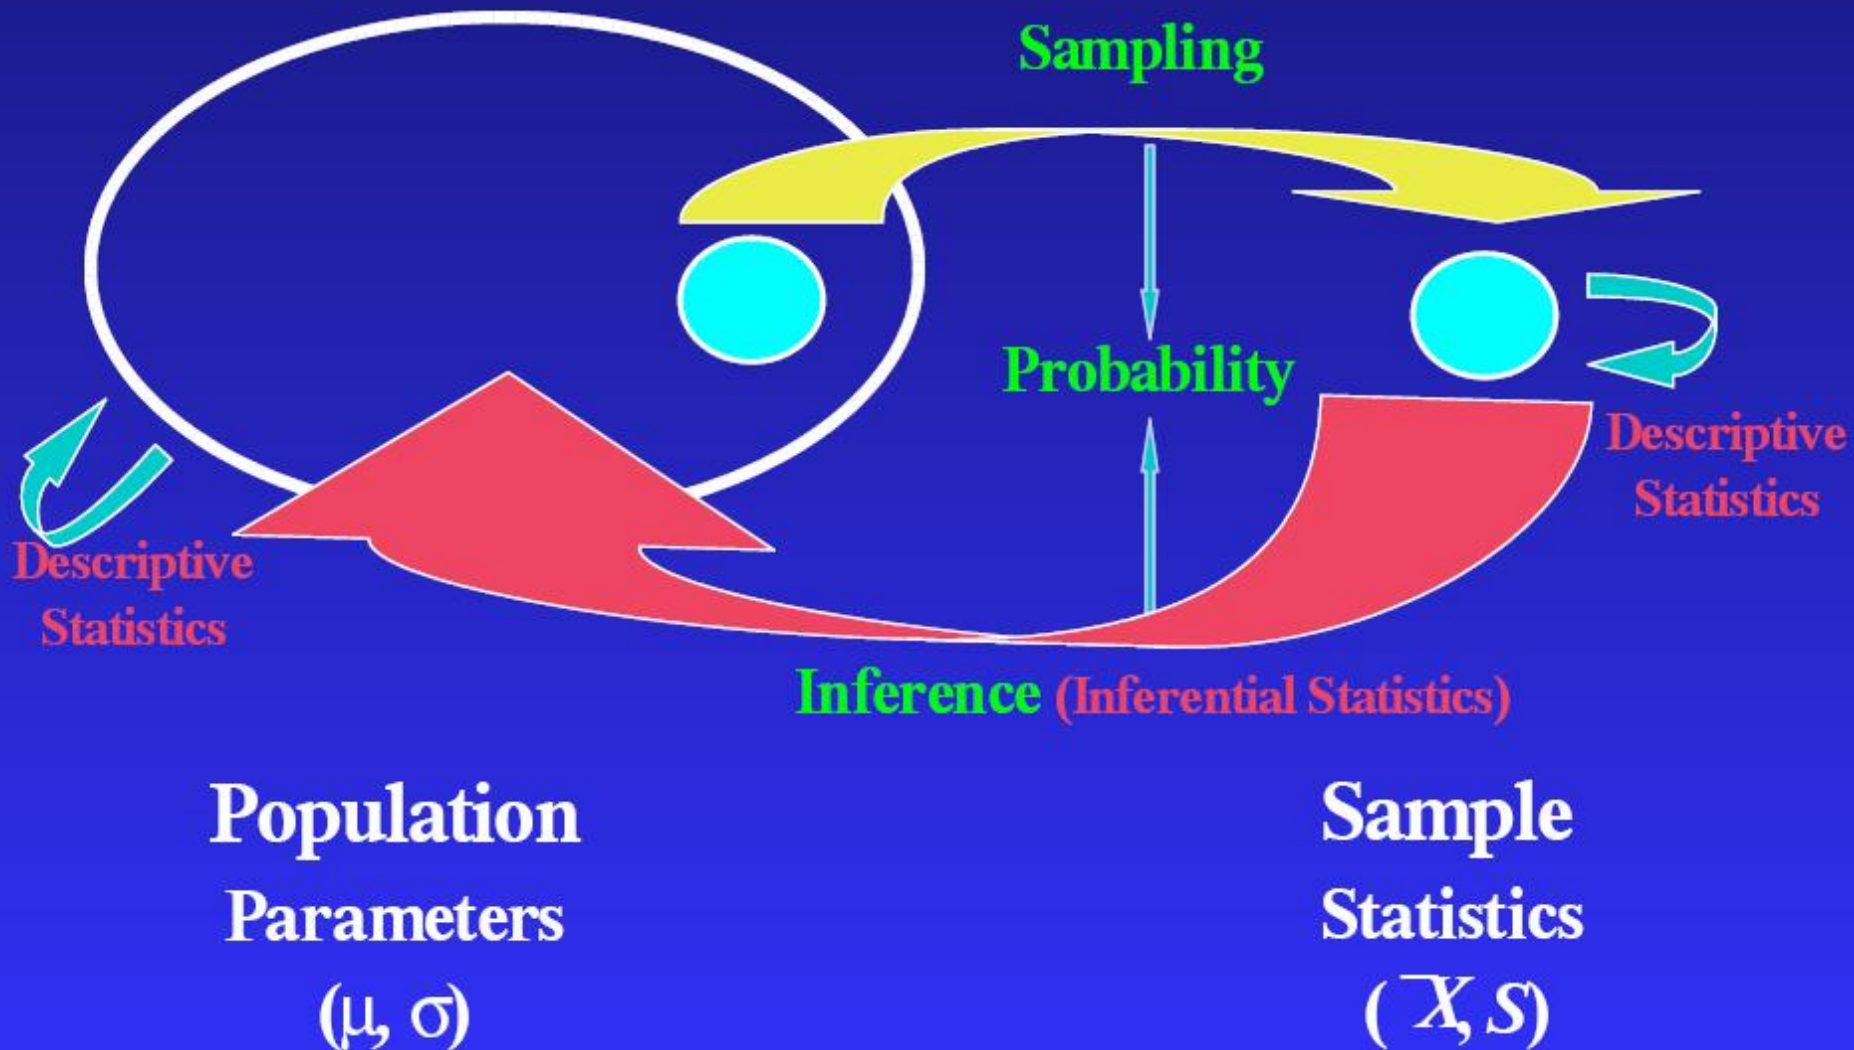 Sampling
Probability
Descriptive
Statistics
Descriptive
Statistics
Inference (Inferential Statistics)
Population
Parameters
(μ, σ)
Sample
Statistics
( X̅, S)